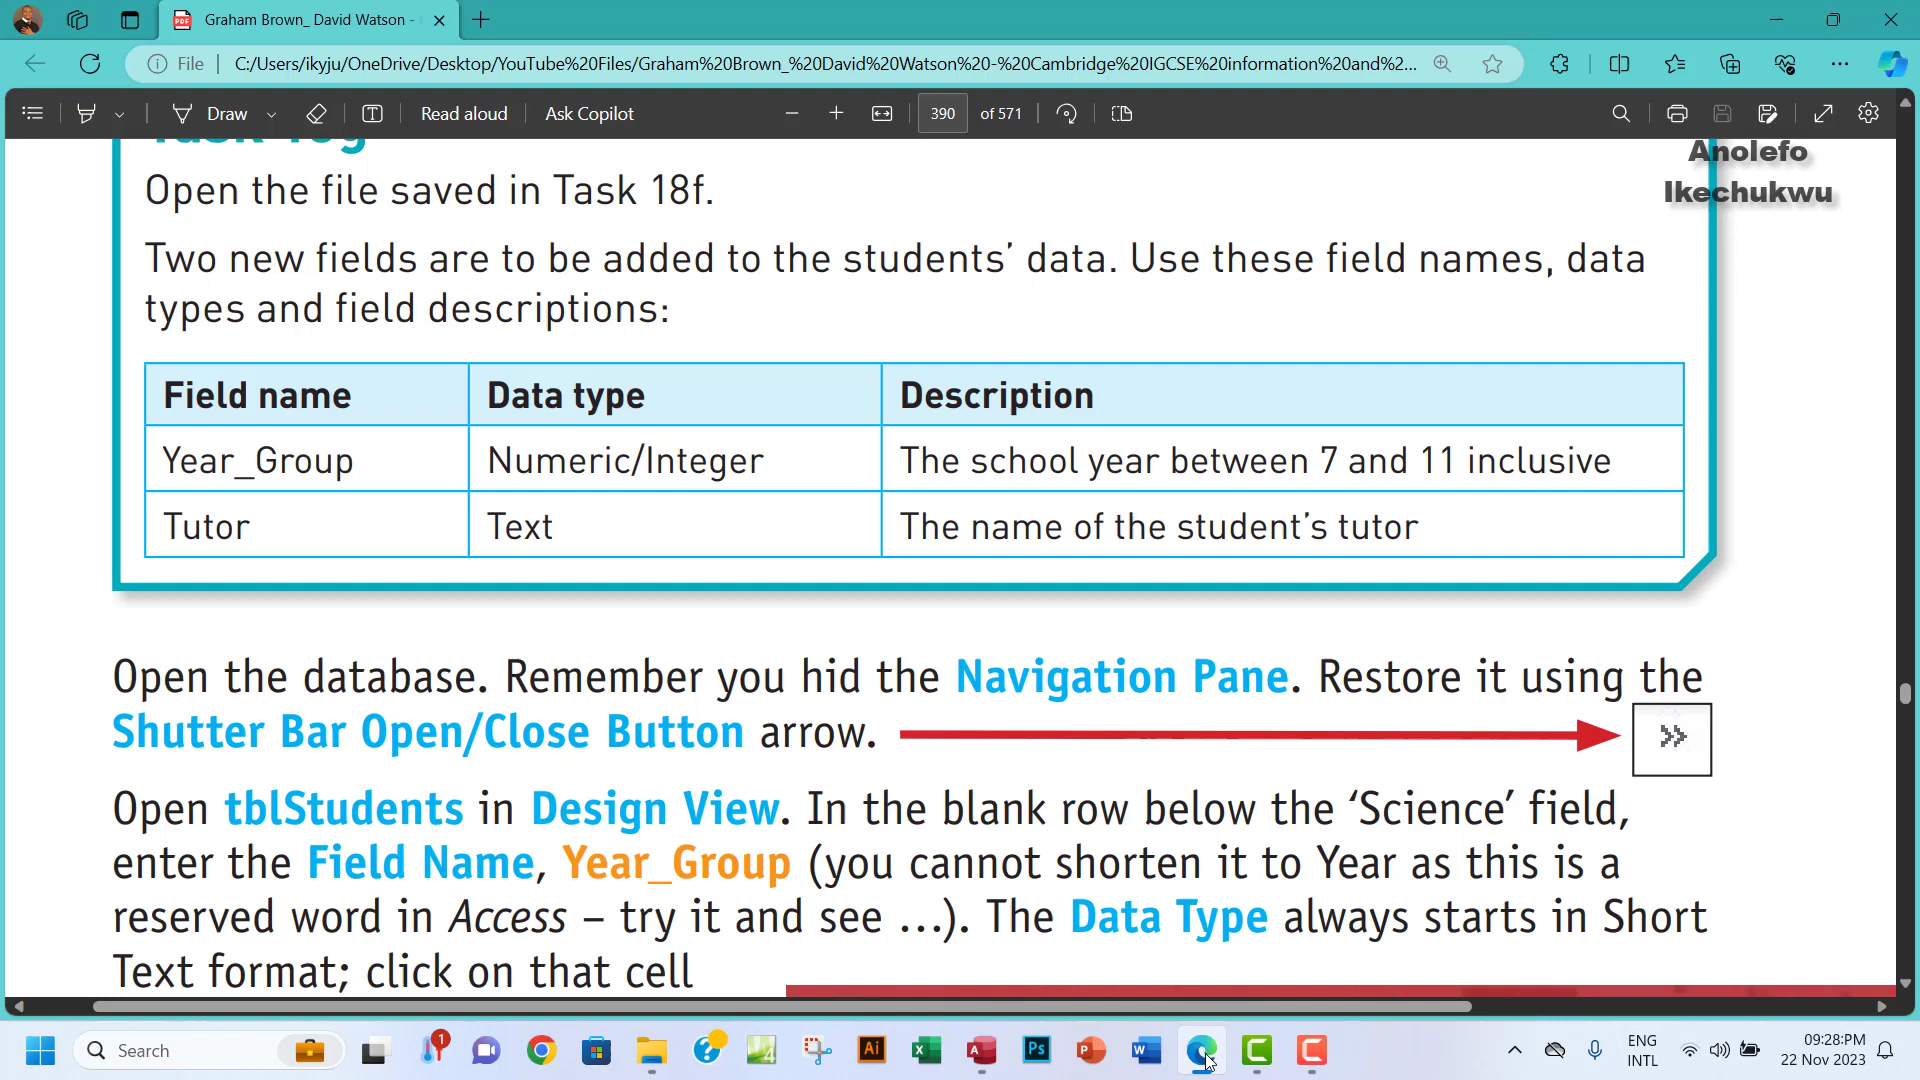 Graham Brown_ David Watson -
File
C:/Users/ikyju/OneDrive/Desktop/YouTube%20Files/Graham%20Brown_%20David%20Watson%20-%20Cambridge%20IGCSE%20information%20and%2...
Draw
Read aloud
Ask Copilot
390 of 571
Anolefo
Ikechukwu
Open the file saved in Task 18f.
Two new fields are to be added to the students’ data. Use these field names, data
types and field descriptions:
Field name Data type Description
Year_Group Numeric/Integer The school year between 7 and 11 inclusive
Tutor Text The name of the student’s tutor
Open the database. Remember you hid the Navigation Pane. Restore it using the
Shutter Bar Open/Close Button arrow.
Open tblStudents in Design View. In the blank row below the ‘Science’ field,
enter the Field Name, Year_Group (you cannot shorten it to Year as this is a
reserved word in Access – try it and see ...). The Data Type always starts in Short
Text format; click on that cell
Search
1
Ai
Ps
ENG
INTL
09:28:PM
22 Nov 2023